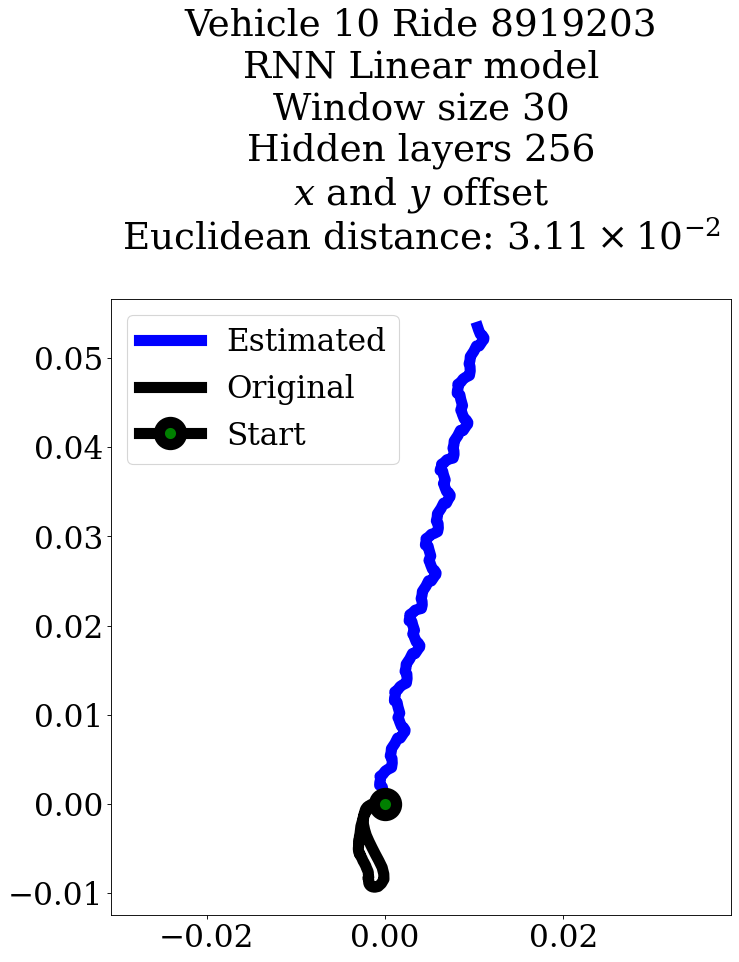 Vehicle 10 Ride 8919203
RNN Linear model
Window size 30
Hidden layers 256
x and y offset
Euclidean distance: 3.11 × 10⁻²
Estimated
Original
Start
0.05
0.04
0.03
0.02
0.01
0.00
−0.01
−0.02 0.00 0.02